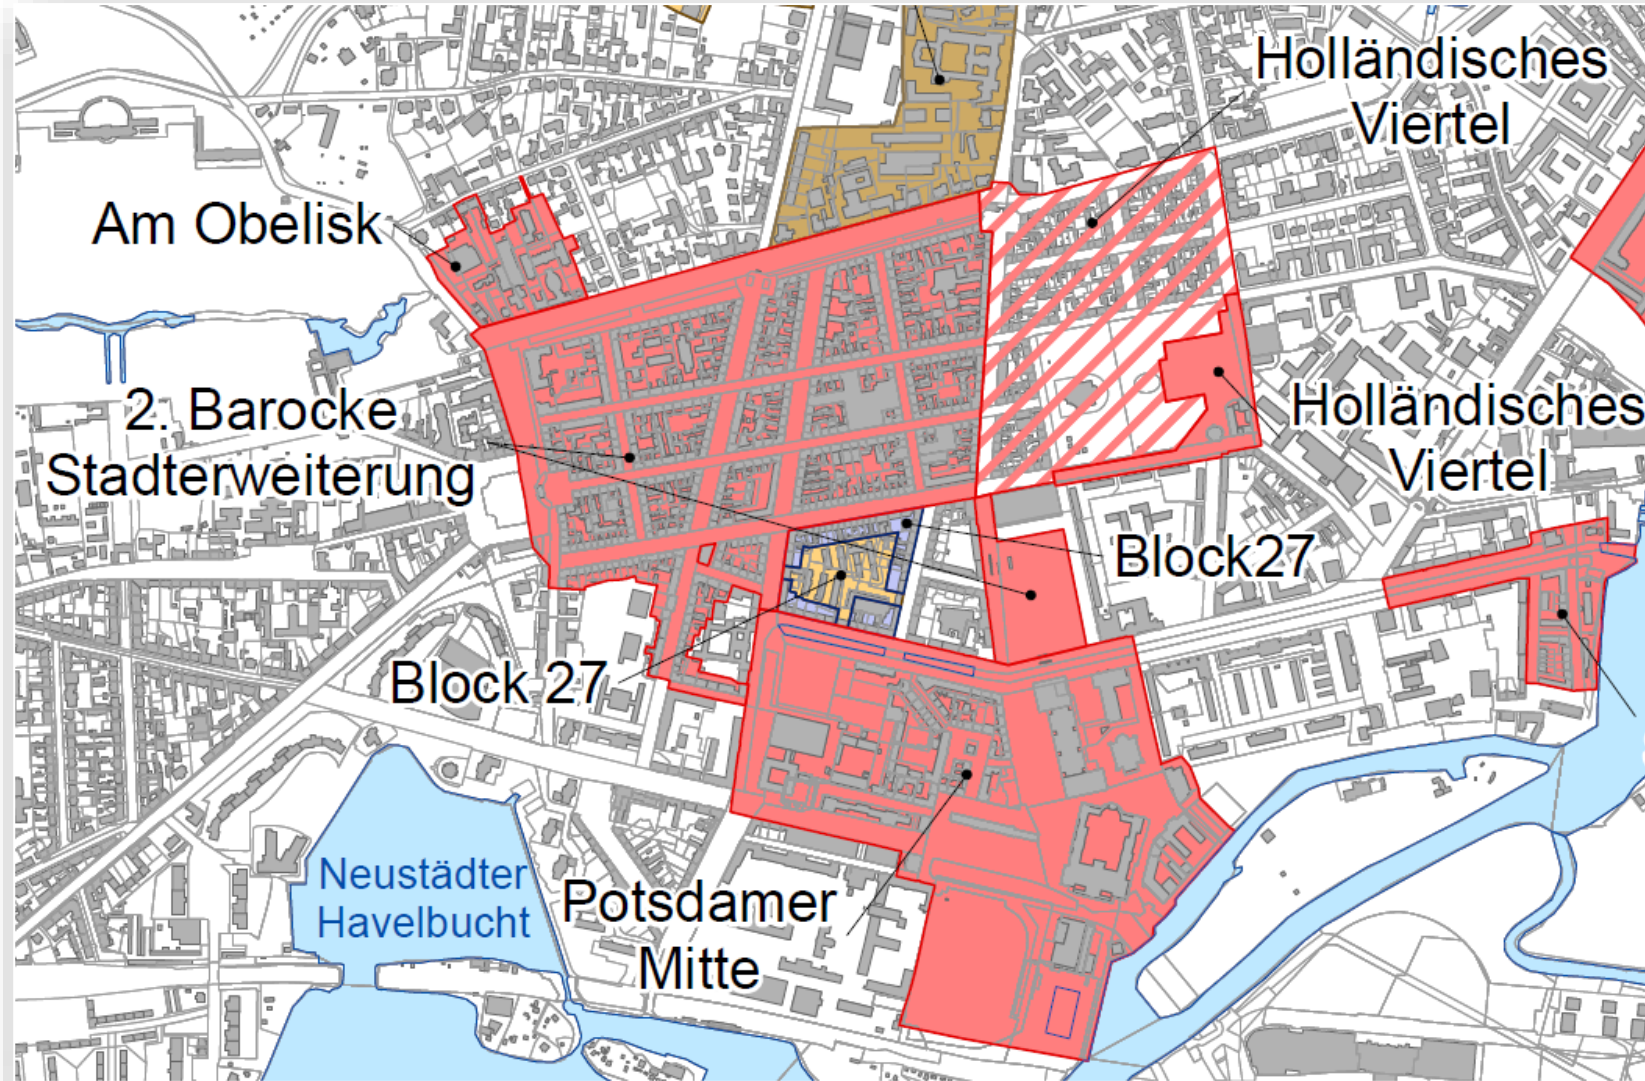 Holländisches
Viertel
Am Obelisk
2. Barocke
Stadterweiterung
Holländisches
Viertel
Block27
Block 27
Neustädter
Havelbucht
Potsdamer
Mitte